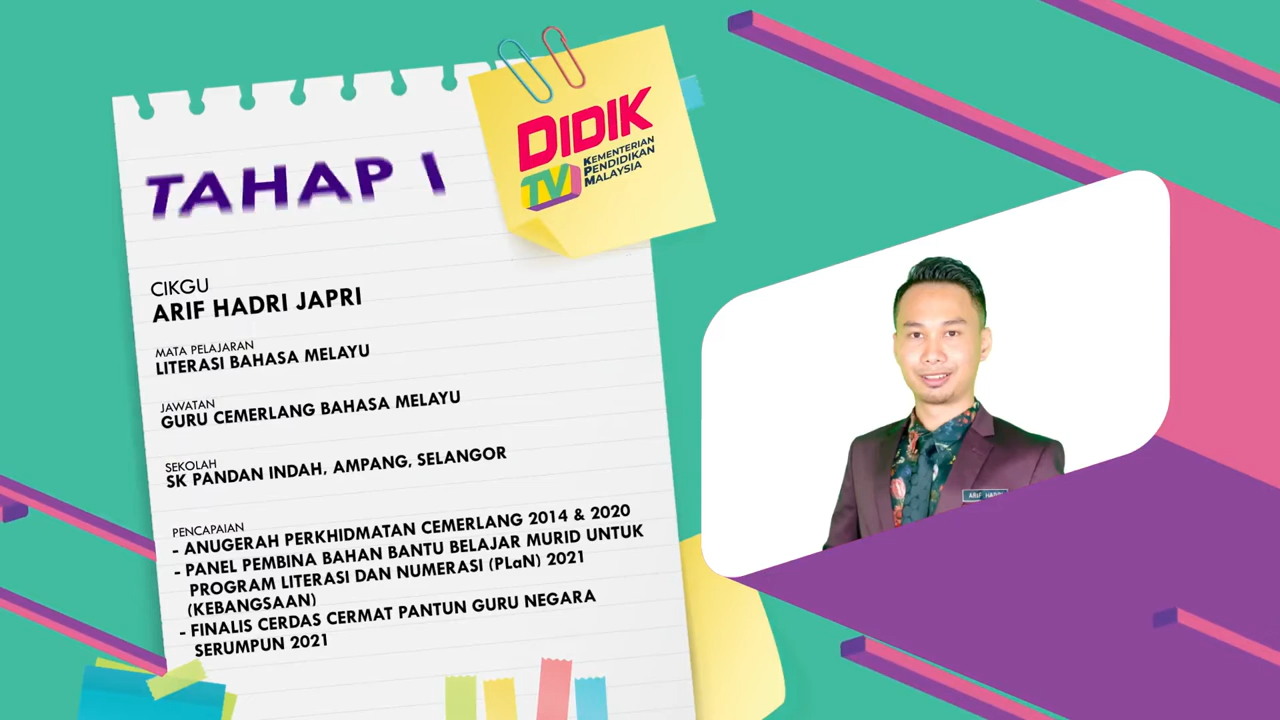 TAHAP I
DIDIK
TV
KEMENTERIAN
PENDIDIKAN
MALAYSIA
CIKGU
ARIF HADRI JAPRI
MATA PELAJARAN
LITERASI BAHASA MELAYU
JAWATAN
GURU CEMERLANG BAHASA MELAYU
SEKOLAH
SK PANDAN INDAH, AMPANG, SELANGOR
PENCAPAIAN
- ANUGERAH PERKHIDMATAN CEMERLANG 2014 & 2020
- PANEL PEMBINA BAHAN BANTU BELAJAR MURID UNTUK
PROGRAM LITERASI DAN NUMERASI (PLaN) 2021
(KEBANGSAAN)
- FINALIS CERDAS CERMAT PANTUN GURU NEGARA
SERUMPUN 2021
ARIF HADRI